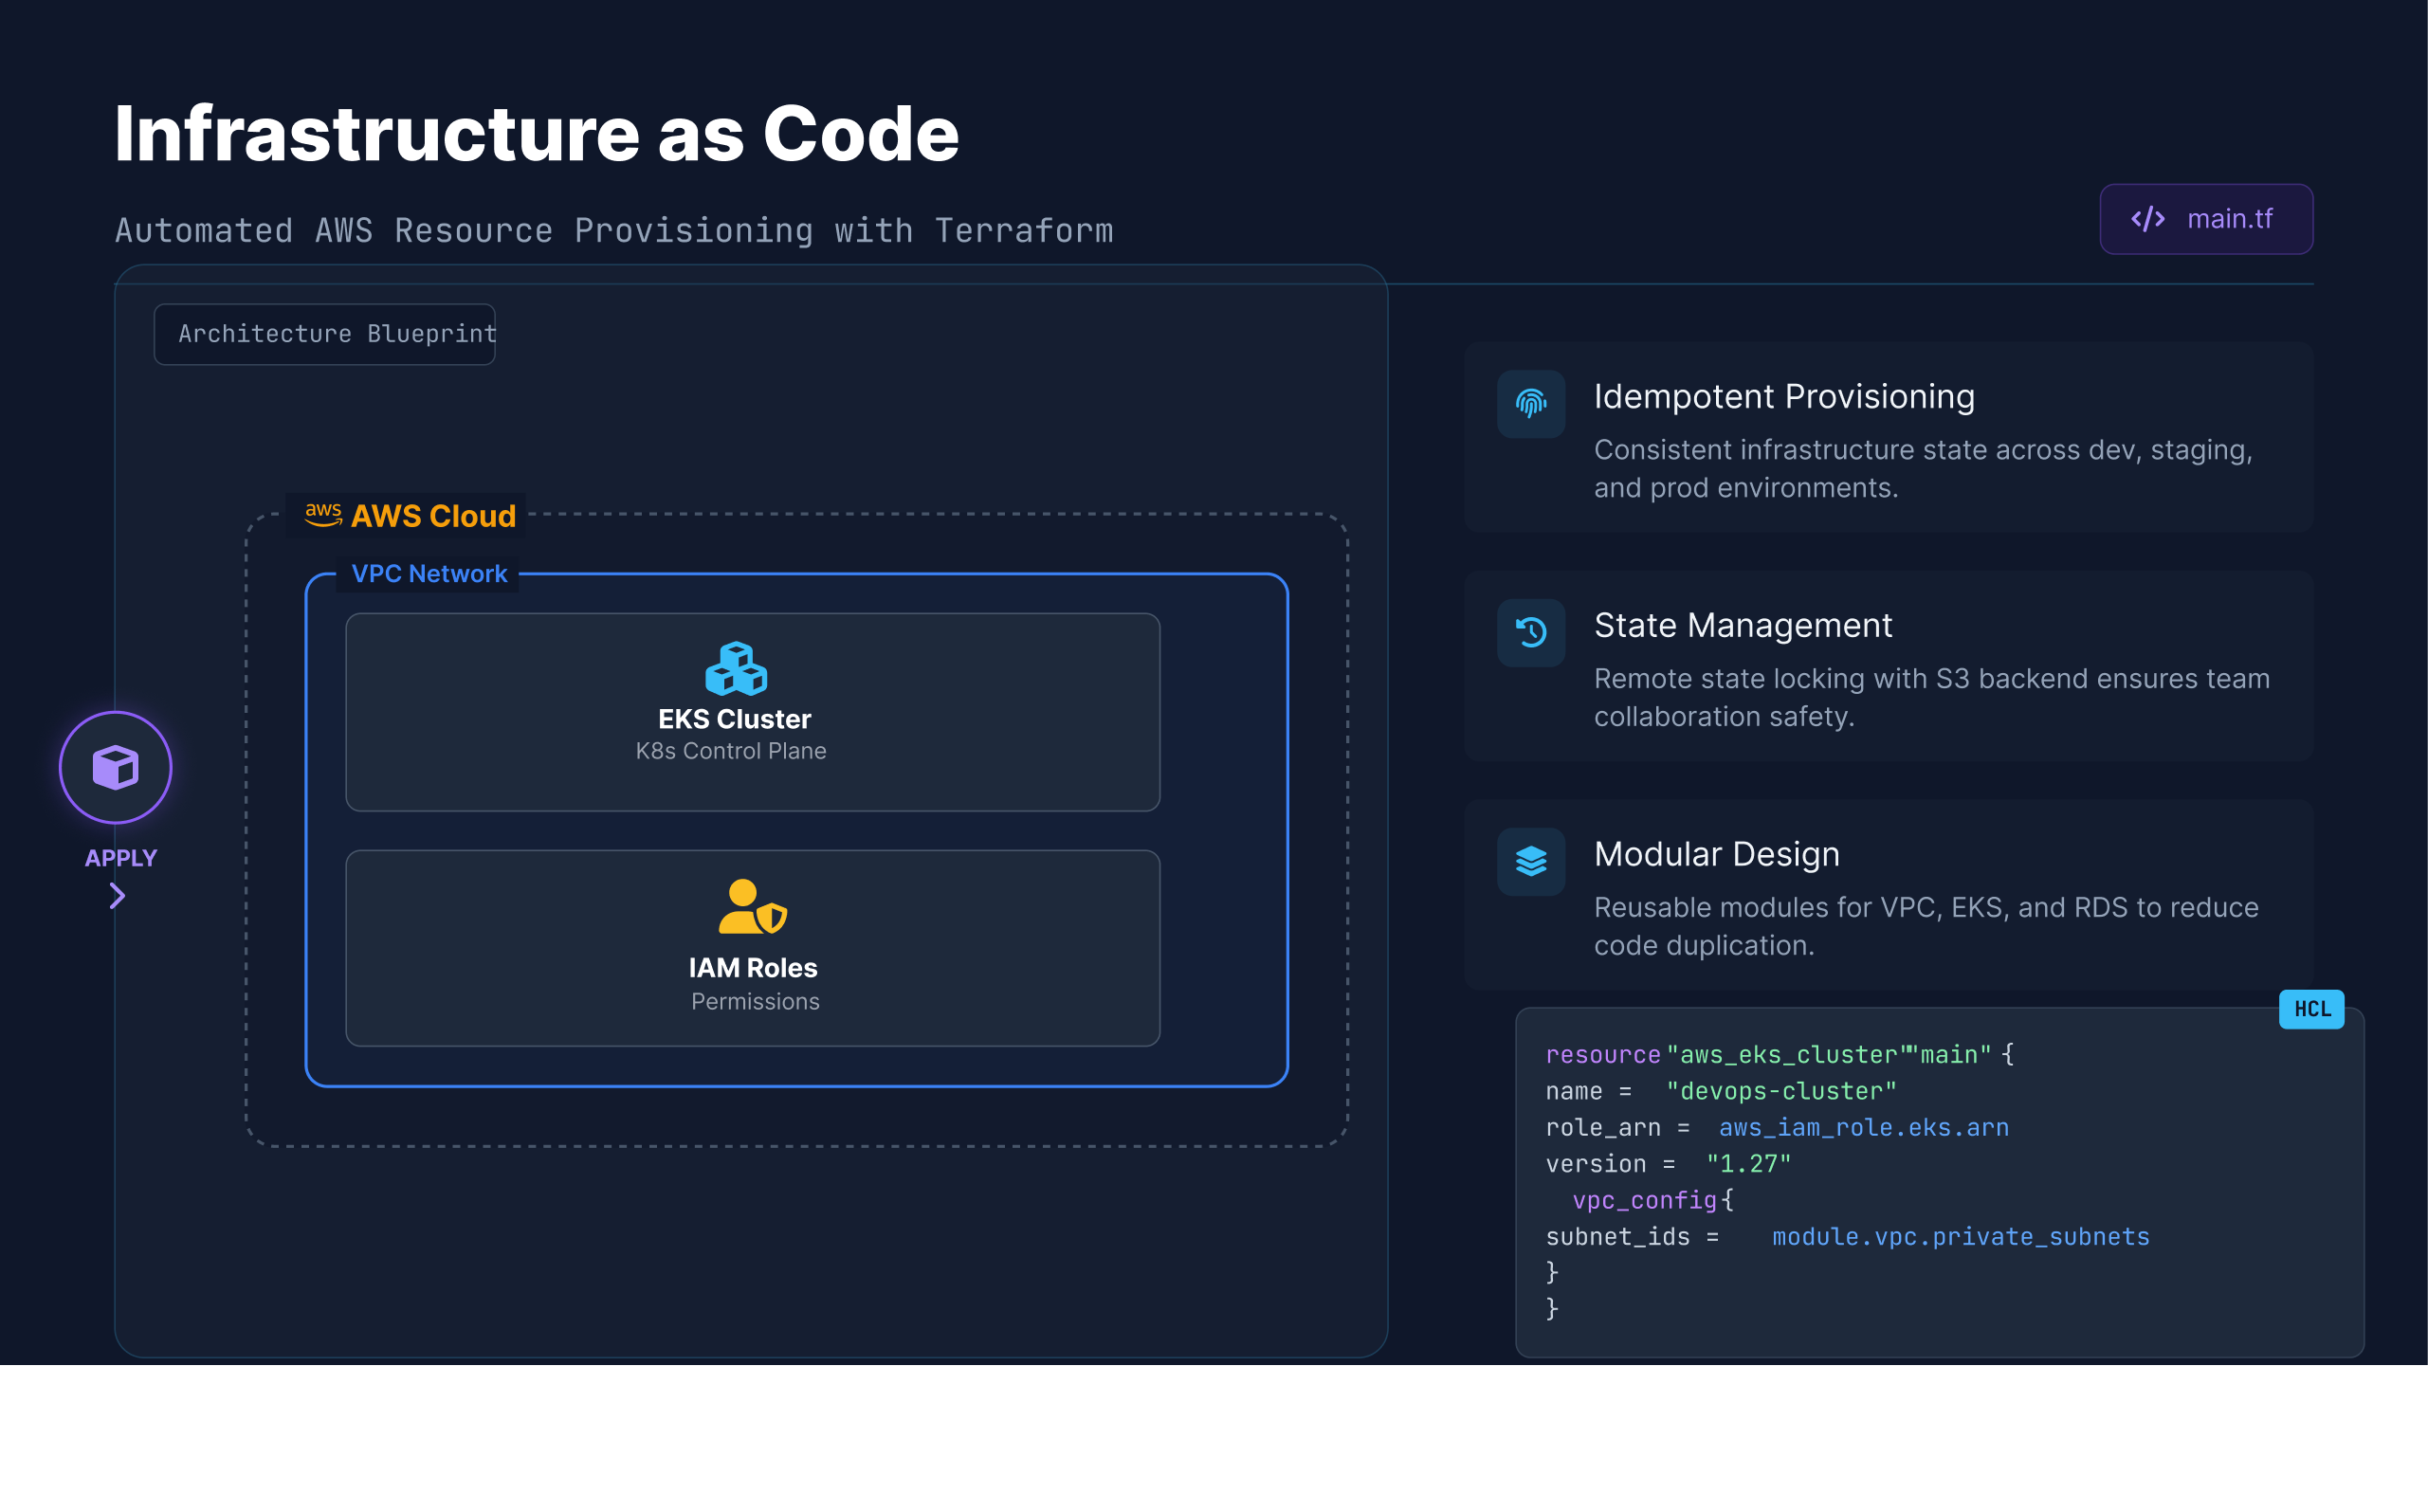 Infrastructure as Code
Automated AWS Resource Provisioning with Terraform
main.tf
Architecture Blueprint
aws AWS Cloud
VPC Network
EKS Cluster
K8s Control Plane
IAM Roles
Permissions
APPLY
Idempotent Provisioning
Consistent infrastructure state across dev, staging,
and prod environments.
State Management
Remote state locking with S3 backend ensures team
collaboration safety.
Modular Design
Reusable modules for VPC, EKS, and RDS to reduce
code duplication.
HCL
resource "aws_eks_cluster" "main" {
name = "devops-cluster"
role_arn = aws_iam_role.eks.arn
version = "1.27"
vpc_config {
subnet_ids = module.vpc.private_subnets
}
}